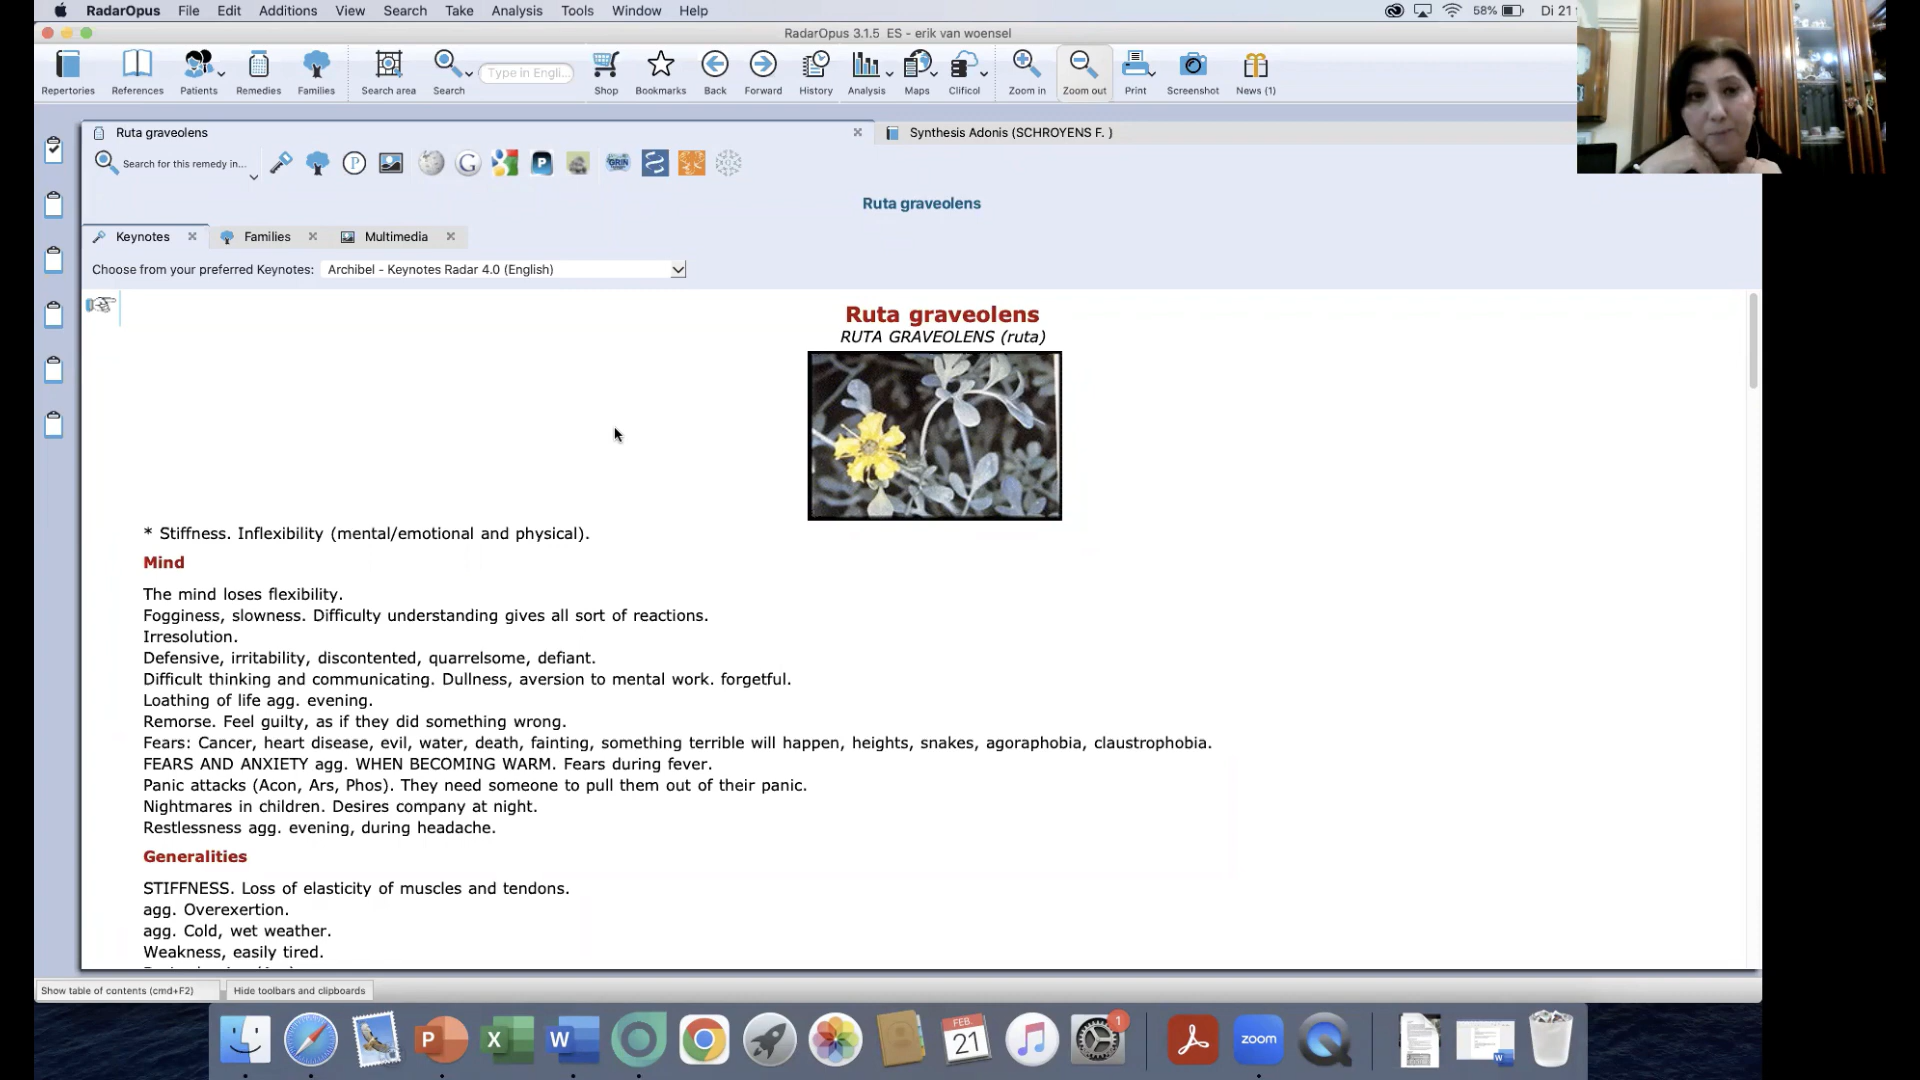 RadarOpus File Edit Additions View Search Take Analysis Tools Window Help 58% Di 21
RadarOpus 3.1.5 ES - erik van woensel
Type in Engli...
Repertories References Patients Remedies Families Search area Search Shop Bookmarks Back Forward History Analysis Maps Clificol Zoom in Zoom out Print Screenshot News (1)
Ruta graveolens Synthesis Adonis (SCHROYENS F. )
Search for this remedy in... P G P GRIN
Ruta graveolens
Keynotes Families Multimedia
Choose from your preferred Keynotes: Archibel - Keynotes Radar 4.0 (English)
Ruta graveolens
RUTA GRAVEOLENS (ruta)
* Stiffness. Inflexibility (mental/emotional and physical).
Mind
The mind loses flexibility.
Fogginess, slowness. Difficulty understanding gives all sort of reactions.
Irresolution.
Defensive, irritability, discontented, quarrelsome, defiant.
Difficult thinking and communicating. Dullness, aversion to mental work. forgetful.
Loathing of life agg. evening.
Remorse. Feel guilty, as if they did something wrong.
Fears: Cancer, heart disease, evil, water, death, fainting, something terrible will happen, heights, snakes, agoraphobia, claustrophobia.
FEARS AND ANXIETY agg. WHEN BECOMING WARM. Fears during fever.
Panic attacks (Acon, Ars, Phos). They need someone to pull them out of their panic.
Nightmares in children. Desires company at night.
Restlessness agg. evening, during headache.
Generalities
STIFFNESS. Loss of elasticity of muscles and tendons.
agg. Overexertion.
agg. Cold, wet weather.
Weakness, easily tired.
Show table of contents (cmd+F2) Hide toolbars and clipboards
P X W FEB. 21 1 zoom